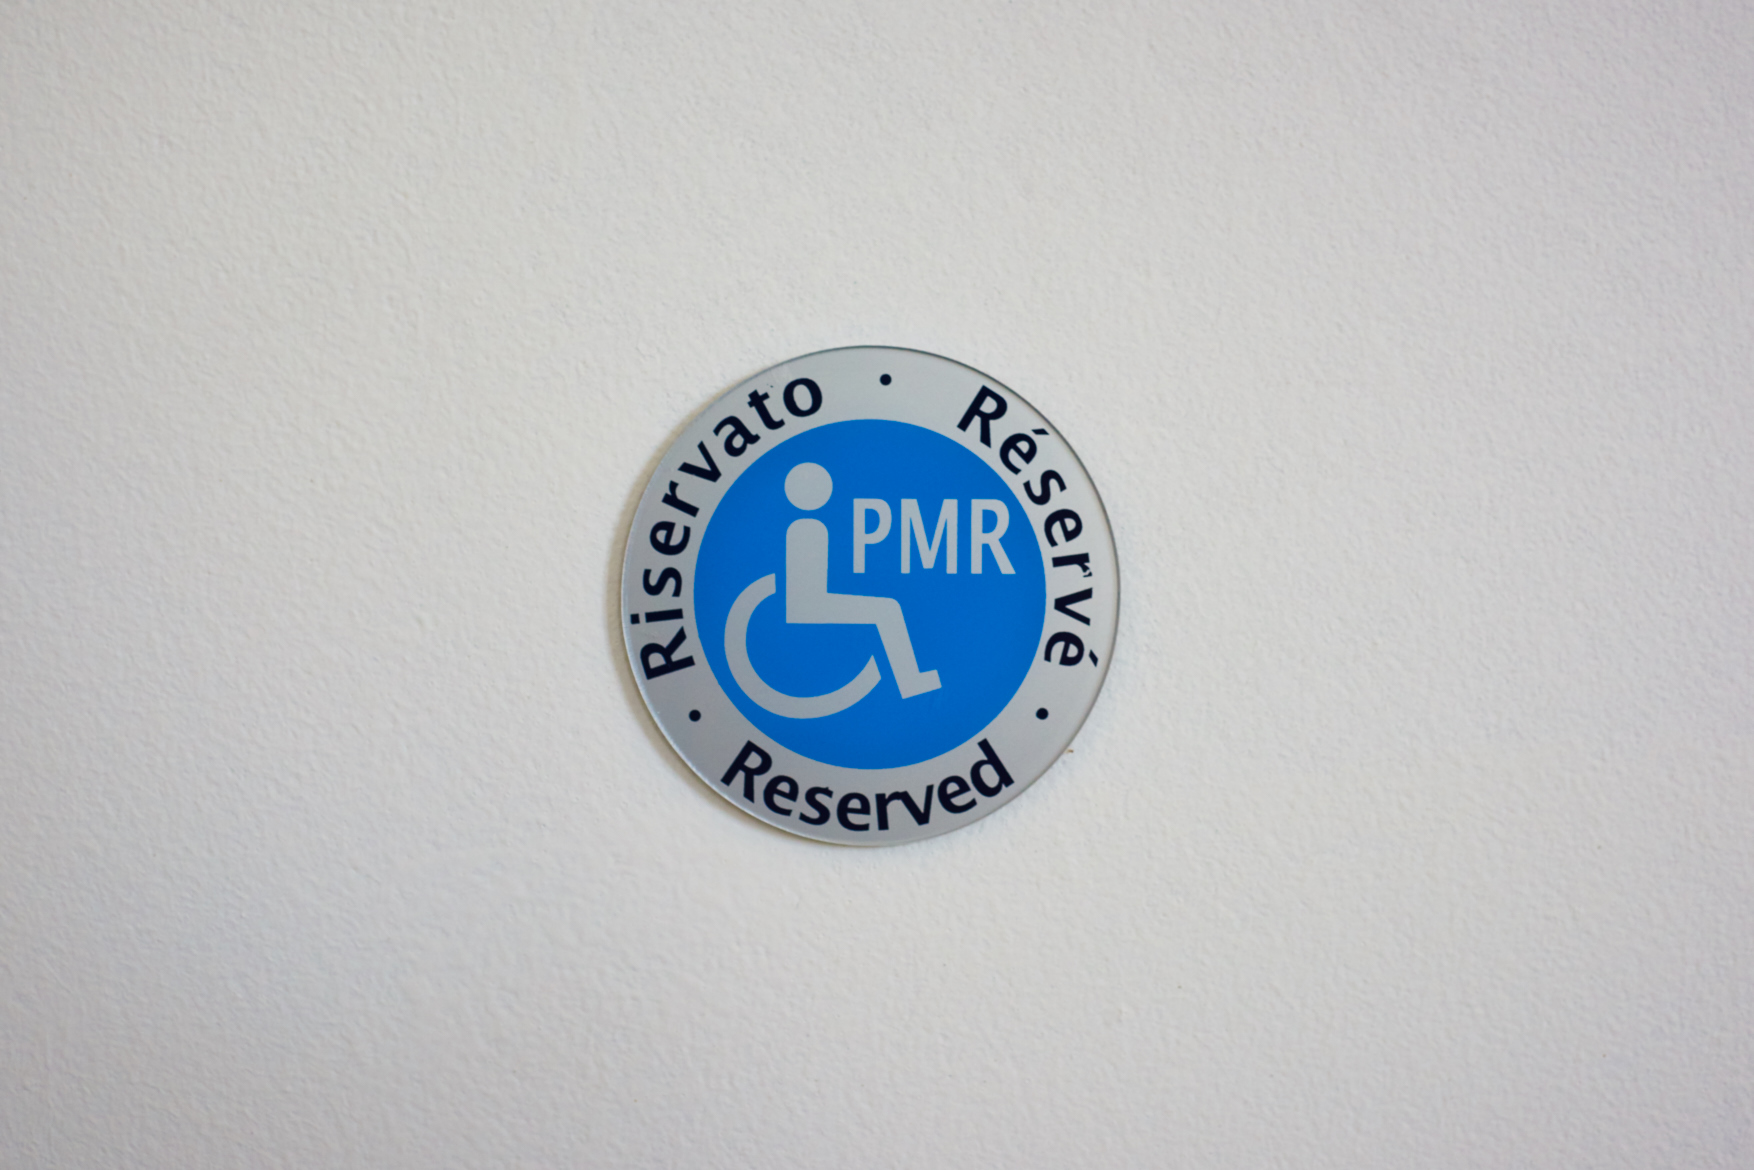 Riservato • Réservé • Reserved •
PMR